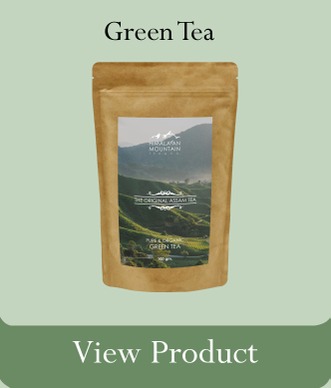 Green Tea
HIMALAYAN
MOUNTAIN
THE ORIGINAL ASSAM TEA
PURE & ORGANIC
GREEN TEA
View Product